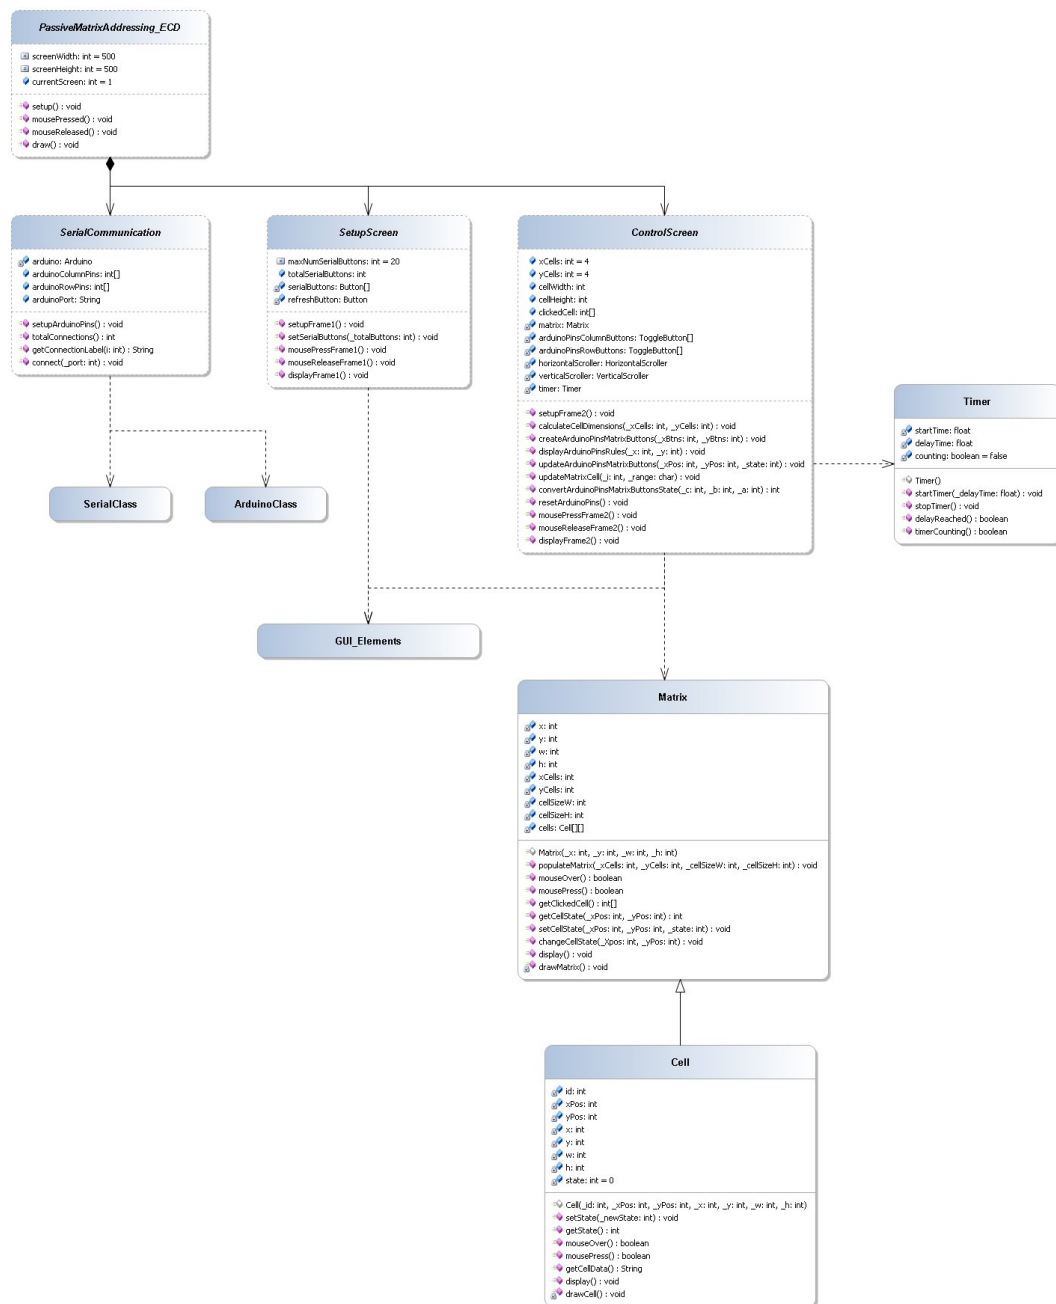 PassiveMatrixAddressing_ECD
screenWidth: int = 500
screenHeight: int = 500
currentScreen: int = 1
setup() : void
mousePressed() : void
mouseReleased() : void
draw() : void
SerialCommunication
arduino: Arduino
arduinoColumnPins: int[]
arduinoRowPins: int[]
arduinoPort: String
setupArduinoPins() : void
totalConnections() : int
getConnectionLabel(i: int) : String
connect(_port: int) : void
SetupScreen
maxNumSerialButtons: int = 20
totalSerialButtons: int
serialButtons: Button[]
refreshButton: Button
setupFrame1() : void
setSerialButtons(_totalButtons: int) : void
mousePressFrame1() : void
mouseReleaseFrame1() : void
displayFrame1() : void
ControlScreen
xCells: int = 4
yCells: int = 4
cellWidth: int
cellHeight: int
clickedCell: int[]
matrix: Matrix
arduinoPinsColumnButtons: ToggleButton[]
arduinoPinsRowButtons: ToggleButton[]
horizontalScroller: HorizontalScroller
verticalScroller: VerticalScroller
timer: Timer
setupFrame2() : void
calculateCellDimensions(_xCells: int, _yCells: int) : void
createArduinoPinsMatrixButtons(_xBtns: int, _yBtns: int) : void
displayArduinoPinsRules(_x: int, _y: int) : void
updateArduinoPinsMatrixButtons(_xPos: int, _yPos: int, _state: int) : void
updateMatrixCell(_i: int, _range: char) : void
convertArduinoPinsMatrixButtonsState(_c: int, _b: int, _a: int) : int
resetArduinoPins() : void
mousePressFrame2() : void
mouseReleaseFrame2() : void
displayFrame2() : void
Timer
startTime: float
delayTime: float
counting: boolean = false
Timer()
startTimer(_delayTime: float) : void
stopTimer() : void
delayReached() : boolean
timerCounting() : boolean
SerialClass
ArduinoClass
GUI_Elements
Matrix
x: int
y: int
w: int
h: int
xCells: int
yCells: int
cellSizeW: int
cellSizeH: int
cells: Cell[][]
Matrix(_x: int, _y: int, _w: int, _h: int)
populateMatrix(_xCells: int, _yCells: int, _cellSizeW: int, _cellSizeH: int) : void
mouseOver() : boolean
mousePress() : boolean
getClickedCell() : int[]
getCellState(_xPos: int, _yPos: int) : int
setCellState(_xPos: int, _yPos: int, _state: int) : void
changeCellState(_Xpos: int, _yPos: int) : void
display() : void
drawMatrix() : void
Cell
id: int
xPos: int
yPos: int
x: int
y: int
w: int
h: int
state: int = 0
Cell(_id: int, _xPos: int, _yPos: int, _x: int, _y: int, _w: int, _h: int)
setState(_newState: int) : void
getState() : int
mouseOver() : boolean
mousePress() : boolean
getCellData() : String
display() : void
drawCell() : void